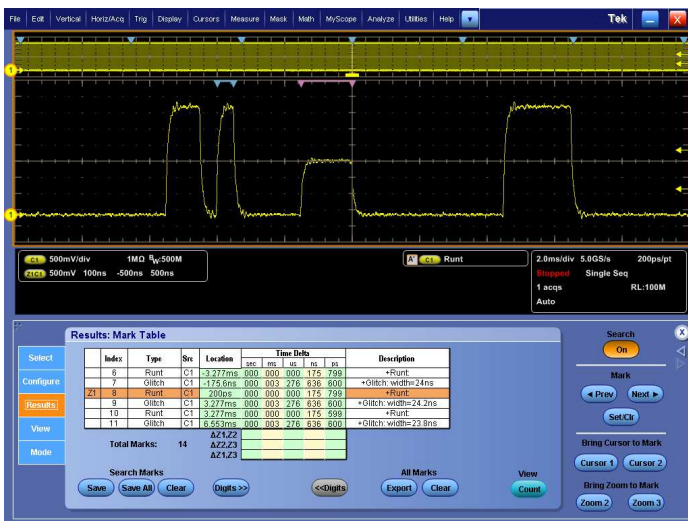 File Edit Vertical Horiz/Acq Trig Display Cursors Measure Mask Math MyScope Analyze Utilities Help Tek X
1
1
C1 500mV/div 1MΩ BW:500M
Z1C1 500mV 100ns -500ns 500ns
A' C1 Runt
2.0ms/div 5.0GS/s 200ps/pt
Stopped Single Seq
1 acqs RL:100M
Auto
Results: Mark Table
Select
Configure
Results
View
Mode
Time Delta
Index Type Src Location sec ms us ns ps Description
6 Runt C1 -3.277ms 000 000 000 175 799 +Runt
7 Glitch C1 -175.6ns 000 003 276 636 600 +Glitch: width=24ns
Z1 8 Runt C1 200ps 000 000 000 175 799 +Runt
9 Glitch C1 3.277ms 000 003 276 636 600 +Glitch: width=24.2ns
10 Runt C1 3.277ms 000 000 000 175 599 +Runt
11 Glitch C1 6.553ms 000 003 276 636 600 +Glitch: width=23.8ns
Total Marks: 14
ΔZ1,Z2
ΔZ2,Z3
ΔZ1,Z3
Search Marks
Save Save All Clear Digits >> <<Digits
All Marks
Export Clear
View
Count
Search
On
X
Mark
Prev Next
Set/Clr
Bring Cursor to Mark
Cursor 1 Cursor 2
Bring Zoom to Mark
Zoom 2 Zoom 3